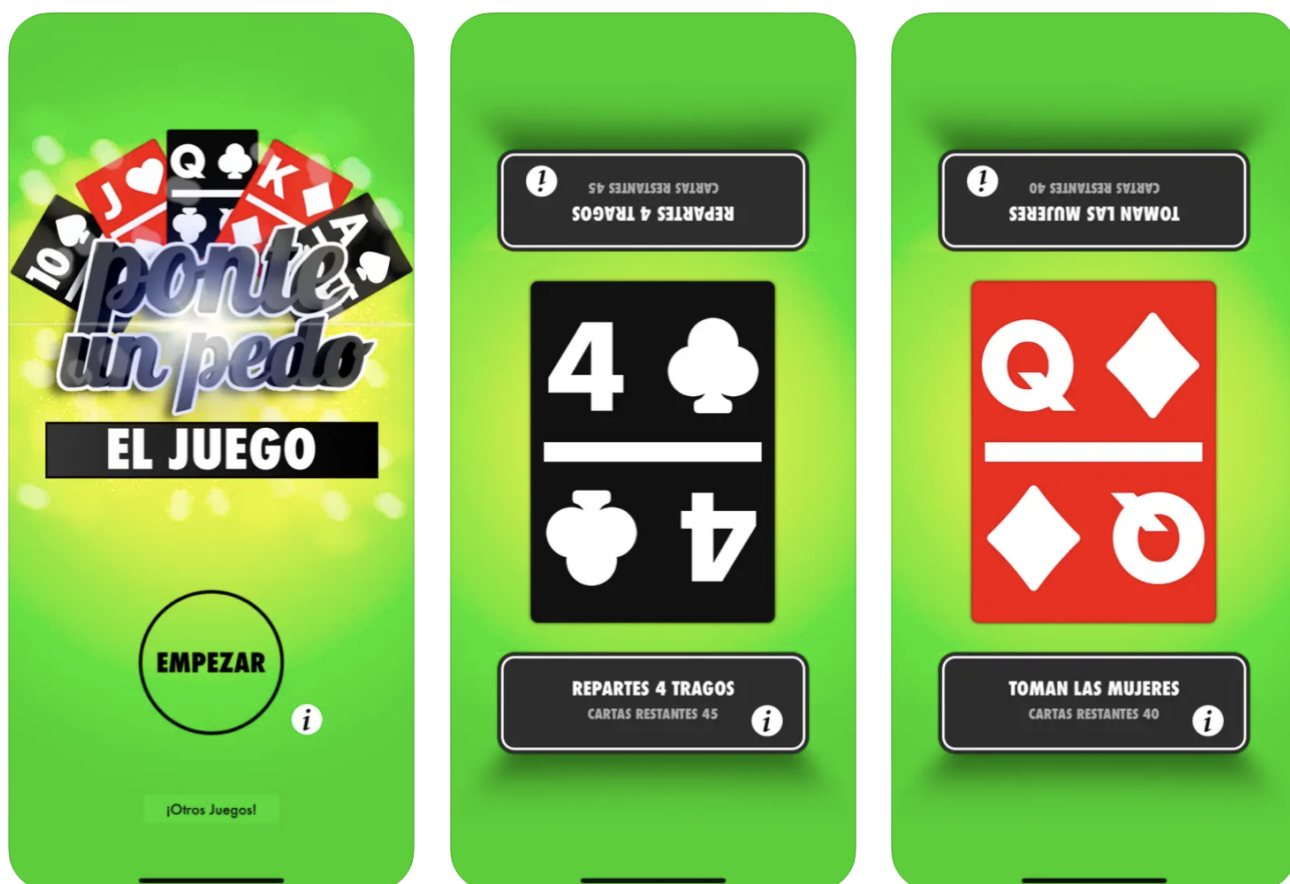 10
J
Q
K
A
ponte
un pedo
EL JUEGO
EMPEZAR
i
¡Otros Juegos!
i
CARTAS RESTANTES 45
REPARTES 4 TRAGOS
4
4
REPARTES 4 TRAGOS
CARTAS RESTANTES 45
i
i
CARTAS RESTANTES 40
TOMAN LAS MUJERES
Q
Q
TOMAN LAS MUJERES
CARTAS RESTANTES 40
i